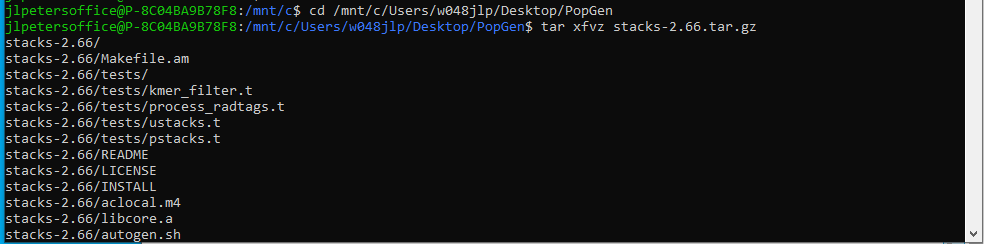 jlpetersoffice@P-8C04BA9B78F8:/mnt/c$ cd /mnt/c/Users/w048jlp/Desktop/PopGen
jlpetersoffice@P-8C04BA9B78F8:/mnt/c/Users/w048jlp/Desktop/PopGen$ tar xfvz stacks-2.66.tar.gz
stacks-2.66/
stacks-2.66/Makefile.am
stacks-2.66/tests/
stacks-2.66/tests/kmer_filter.t
stacks-2.66/tests/process_radtags.t
stacks-2.66/tests/ustacks.t
stacks-2.66/tests/pstacks.t
stacks-2.66/README
stacks-2.66/LICENSE
stacks-2.66/INSTALL
stacks-2.66/aclocal.m4
stacks-2.66/libcore.a
stacks-2.66/autogen.sh